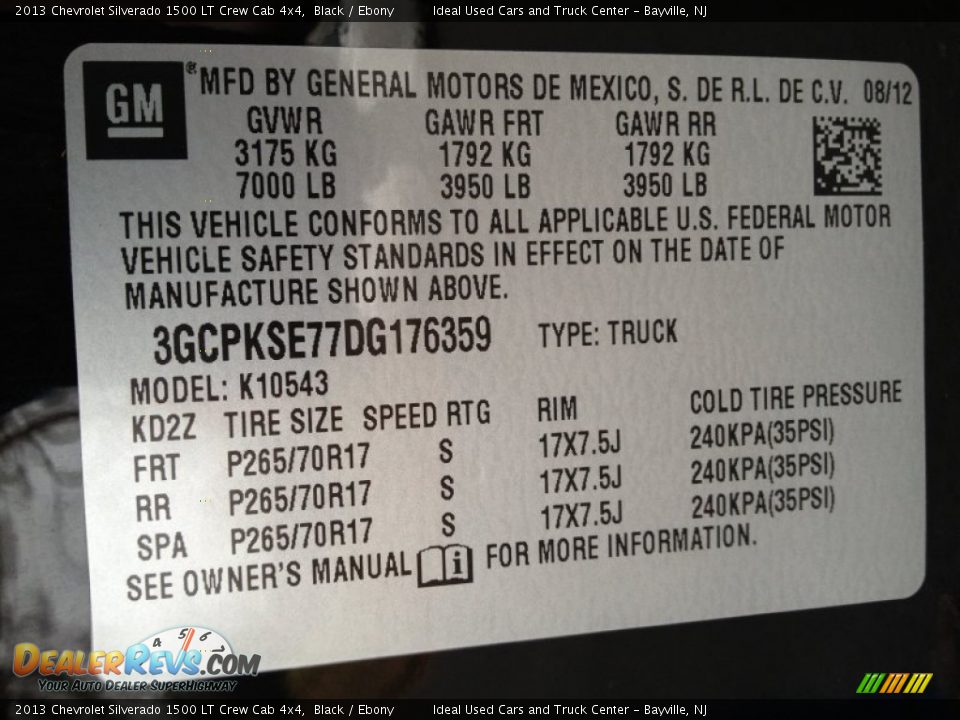 2013 Chevrolet Silverado 1500 LT Crew Cab 4x4,  Black / Ebony        Ideal Used Cars and Truck Center - Bayville, NJ
GM
® MFD BY GENERAL MOTORS DE MEXICO, S. DE R.L. DE C.V.  08/12
GVWR GAWR FRT GAWR RR
3175 KG 1792 KG 1792 KG
7000 LB 3950 LB 3950 LB
THIS VEHICLE CONFORMS TO ALL APPLICABLE U.S. FEDERAL MOTOR
VEHICLE SAFETY STANDARDS IN EFFECT ON THE DATE OF
MANUFACTURE SHOWN ABOVE.
3GCPKSE77DG176359 TYPE: TRUCK
MODEL: K10543
KD2Z TIRE SIZE SPEED RTG RIM COLD TIRE PRESSURE
FRT P265/70R17 S 17X7.5J 240KPA(35PSI)
RR P265/70R17 S 17X7.5J 240KPA(35PSI)
SPA P265/70R17 S 17X7.5J 240KPA(35PSI)
SEE OWNER'S MANUAL i FOR MORE INFORMATION.
4 5 6
DEALERREVS.COM
YOUR AUTO DEALER SUPERHIGHWAY
2013 Chevrolet Silverado 1500 LT Crew Cab 4x4,  Black / Ebony        Ideal Used Cars and Truck Center - Bayville, NJ